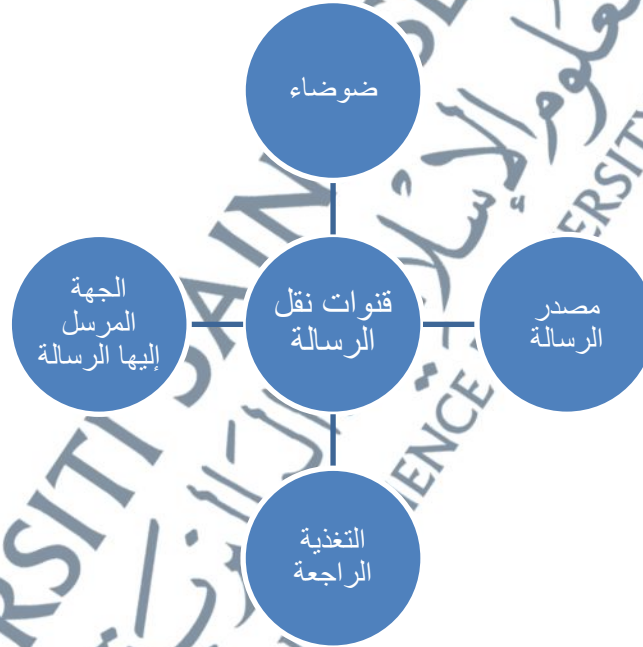 ضوضاء
مصدر
الرسالة
قنوات نقل
الرسالة
الجهة
المرسل
إليها الرسالة
التغذية
الراجعة